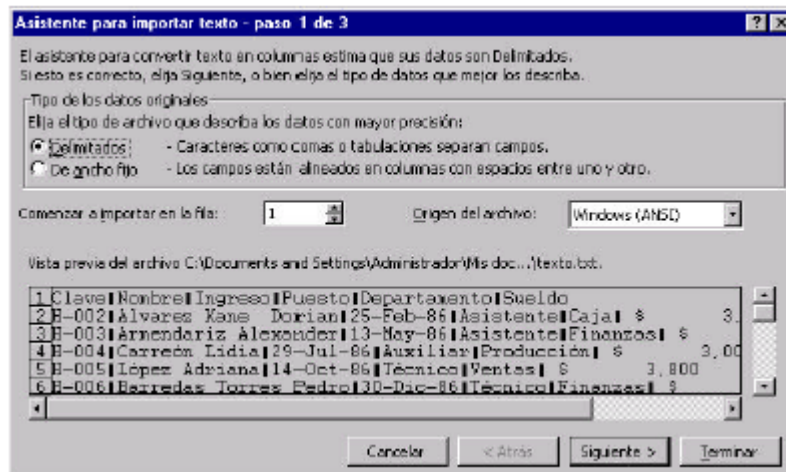 Asistente para importar texto - paso 1 de 3
El asistente para convertir texto en columnas estima que sus datos son Delimitados.
Si esto es correcto, elija Siguiente, o bien elija el tipo de datos que mejor los describa.
Tipo de los datos originales
Elija el tipo de archivo que describa los datos con mayor precisión:
Delimitados - Caracteres como comas o tabulaciones separan campos.
De ancho fijo - Los campos están alineados en columnas con espacios entre uno y otro.
Comenzar a importar en la fila: 1 Origen del archivo: Windows (ANSI)
Vista previa del archivo C:\Documents and Settings\Administrador\Mis doc...\texto.txt.
1 Clave Nombre Ingreso Puesto Departamento Sueldo
2 H-002 Alvarez Kane Dorian 25-Feb-86 Asistente Caja $ 3.
3 H-003 Armendariz Alexander 13-May-86 Asistente Finanzas $
4 H-004 Carreón Lidia 29-Jul-86 Auxiliar Producción $ 3,00
5 H-005 López Adriana 14-Oct-86 Técnico Ventas $ 3,800
6 H-006 Barredas Torres Pedro 30-Dic-86 Técnico Finanzas $
Cancelar < Atrás Siguiente > Terminar